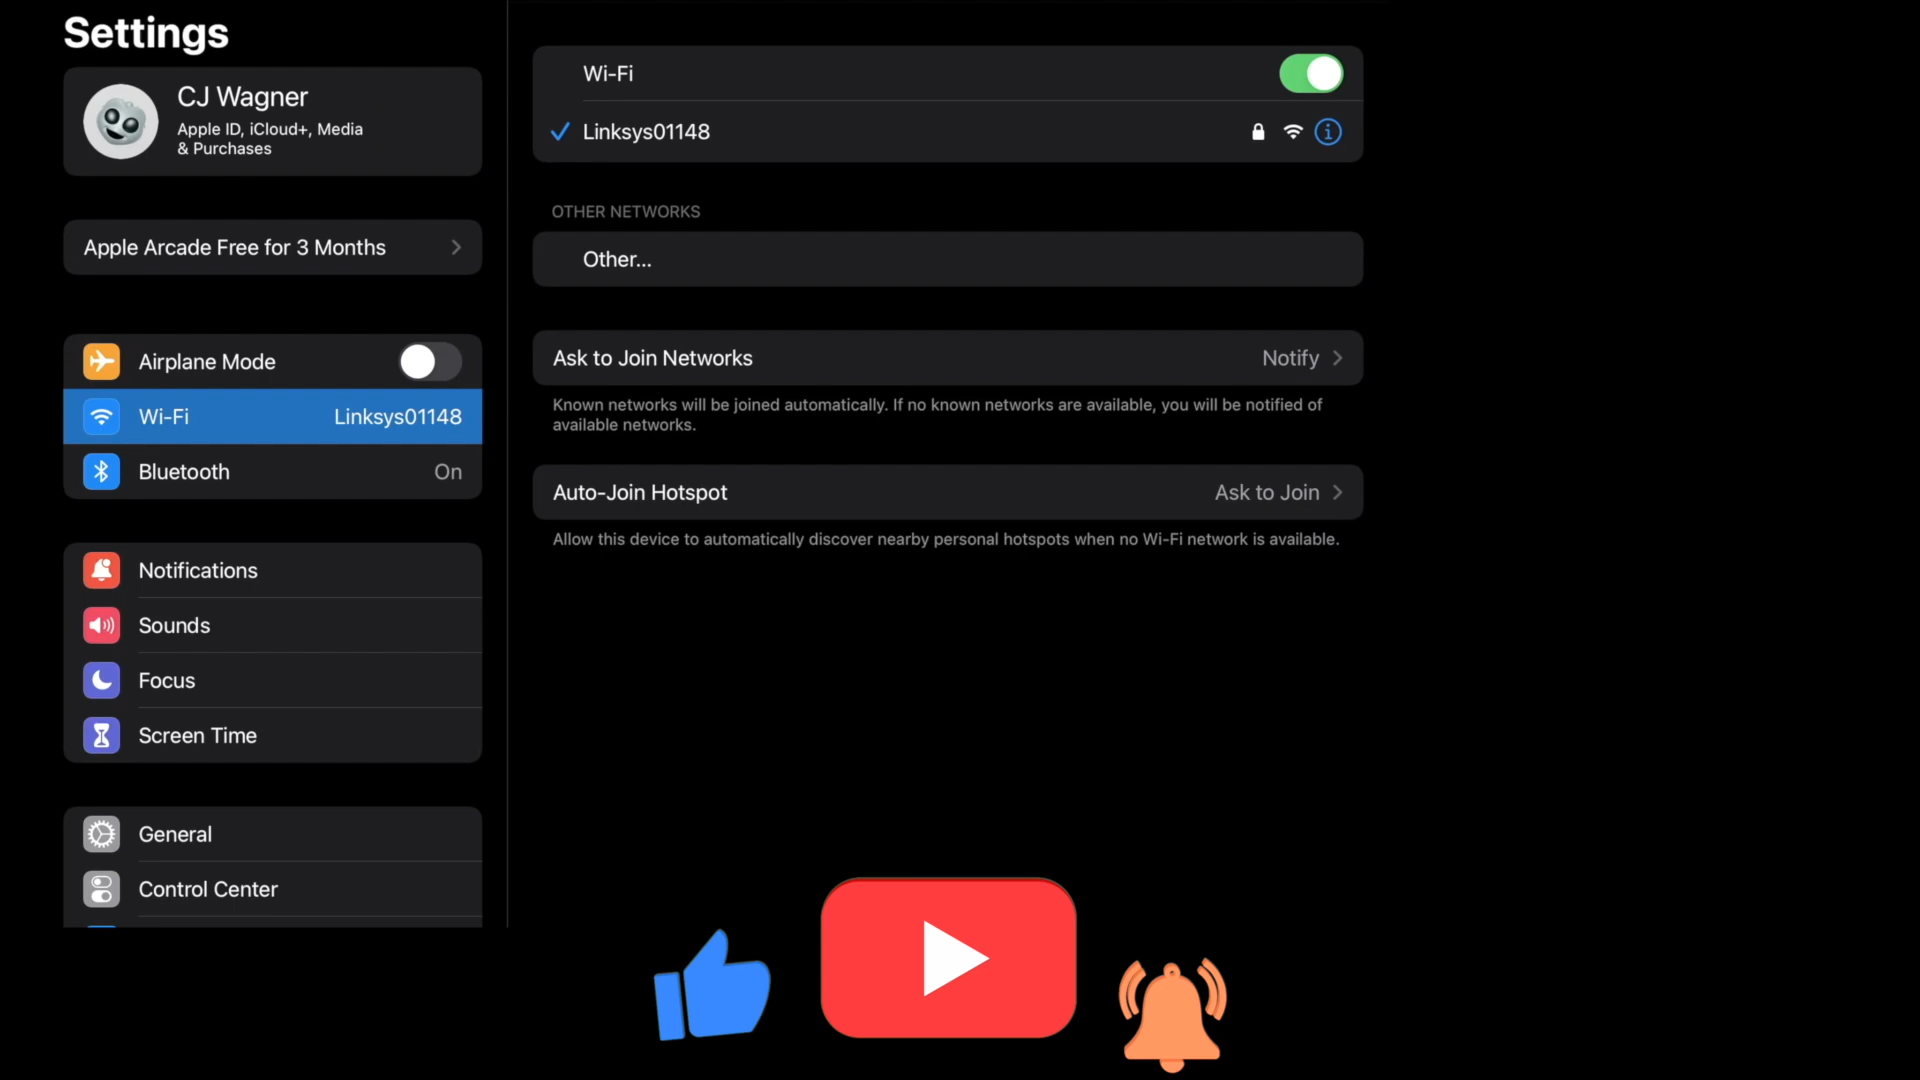 Settings
CJ Wagner
Apple ID, iCloud+, Media
& Purchases
Apple Arcade Free for 3 Months
Airplane Mode
Wi-Fi Linksys01148
Bluetooth On
Notifications
Sounds
Focus
Screen Time
General
Control Center
Wi-Fi
Linksys01148
OTHER NETWORKS
Other...
Ask to Join Networks Notify
Known networks will be joined automatically. If no known networks are available, you will be notified of
available networks.
Auto-Join Hotspot Ask to Join
Allow this device to automatically discover nearby personal hotspots when no Wi-Fi network is available.